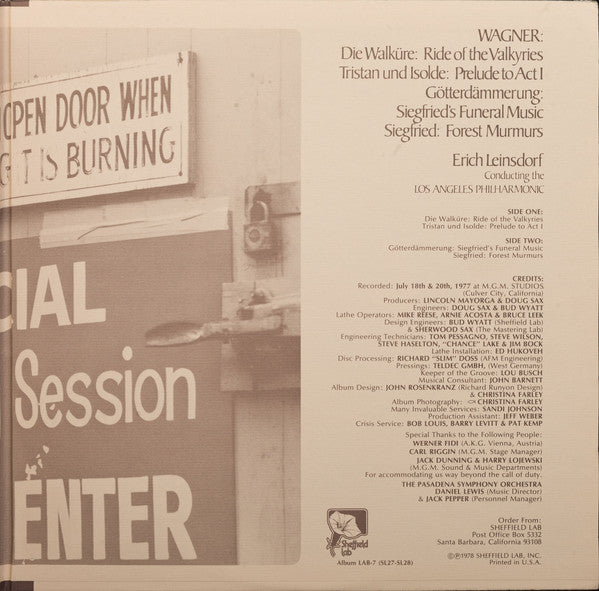 OPEN DOOR WHEN
GHT IS BURNING
CIAL
Session
ENTER
WAGNER:
Die Walküre: Ride of the Valkyries
Tristan und Isolde: Prelude to Act I
Götterdämmerung:
Siegfried's Funeral Music
Siegfried: Forest Murmurs
Erich Leinsdorf
Conducting the
LOS ANGELES PHILHARMONIC
SIDE ONE:
Die Walküre: Ride of the Valkyries
Tristan und Isolde: Prelude to Act I
SIDE TWO:
Götterdämmerung: Siegfried's Funeral Music
Siegfried: Forest Murmurs
CREDITS:
Recorded: July 18th & 20th, 1977 at M.G.M. STUDIOS
(Culver City, California)
Producers: LINCOLN MAYORGA & DOUG SAX
Engineers: DOUG SAX & BUD WYATT
Lathe Operators: MIKE REESE, ARNIE ACOSTA & BRUCE LEEK
Design Engineers: BUD WYATT (Sheffield Lab)
& SHERWOOD SAX (The Mastering Lab)
Engineering Technicians: TOM PESSAGNO, STEVE WILSON,
STEVE HASELTON, "CHANCE" LAKE & JIM BOCK
Lathe Installation: ED HUKOVEH
Disc Processing: RICHARD "SLIM" DOSS (AFM Engineering)
Pressings: TELDEC GMBH, (West Germany)
Keeper of the Groove: LOU BUSCH
Musical Consultant: JOHN BARNETT
Album Design: JOHN ROSENKRANZ (Richard Runyon Design)
& CHRISTINA FARLEY
Album Photography: CHRISTINA FARLEY
Many Invaluable Services: SANDI JOHNSON
Production Assistant: JEFF WEBER
Crisis Service: BOB LOUIS, BARRY LEVITT & PAT KEMP
Special Thanks to the Following People:
WERNER FIDI (A.K.G. Vienna, Austria)
CARL RIGGIN (M.G.M. Stage Manager)
JACK DUNNING & HARRY LOJEWSKI
(M.G.M. Sound & Music Departments)
For accommodating us way beyond the call of duty.
THE PASADENA SYMPHONY ORCHESTRA
DANIEL LEWIS (Music Director)
& JACK PEPPER (Personnel Manager)
Sheffield
Lab
Album LAB-7 (SL27-SL28)
Order From:
SHEFFIELD LAB
Post Office Box 5332
Santa Barbara, California 93108
©℗1978 SHEFFIELD LAB, INC.
Printed in U.S.A.